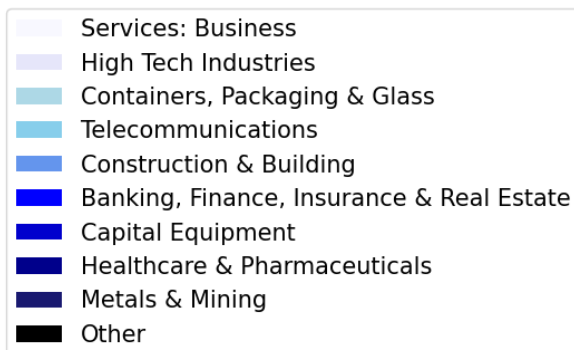 Services: Business
High Tech Industries
Containers, Packaging & Glass
Telecommunications
Construction & Building
Banking, Finance, Insurance & Real Estate
Capital Equipment
Healthcare & Pharmaceuticals
Metals & Mining
Other